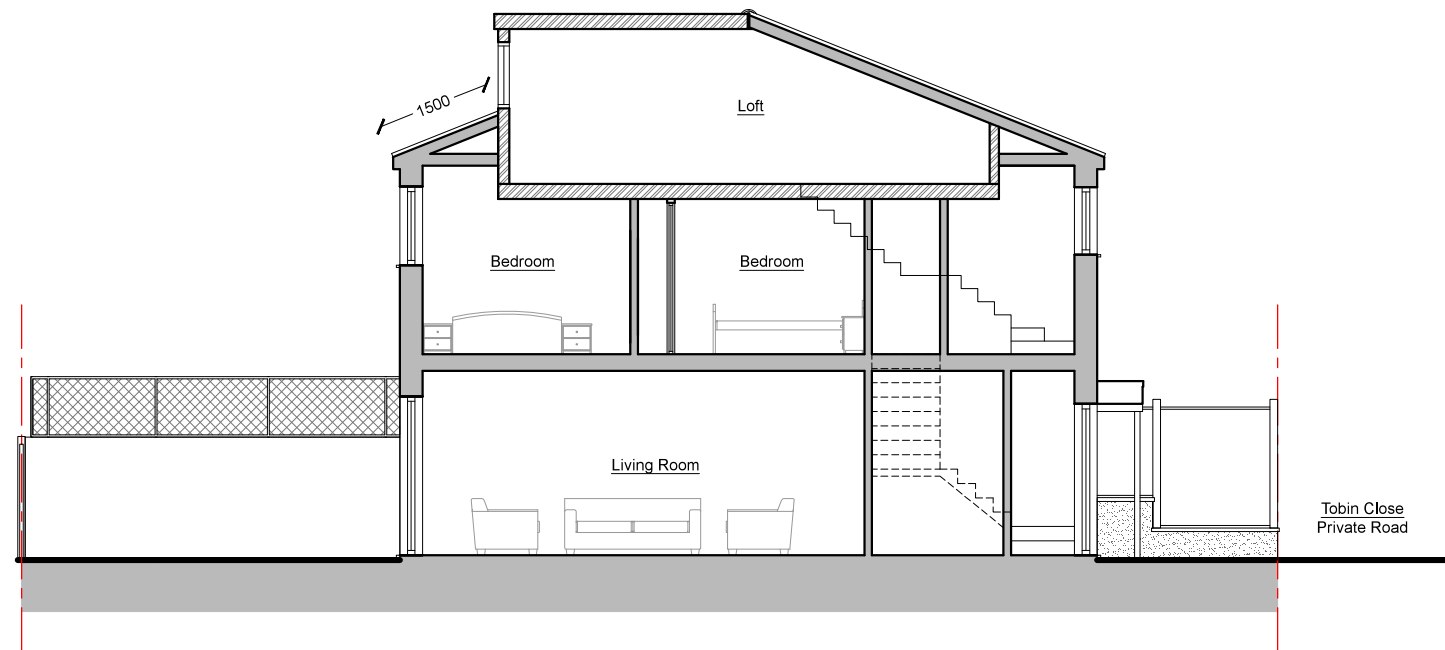 Loft
1500
Bedroom
Bedroom
Living Room
Tobin Close
Private Road